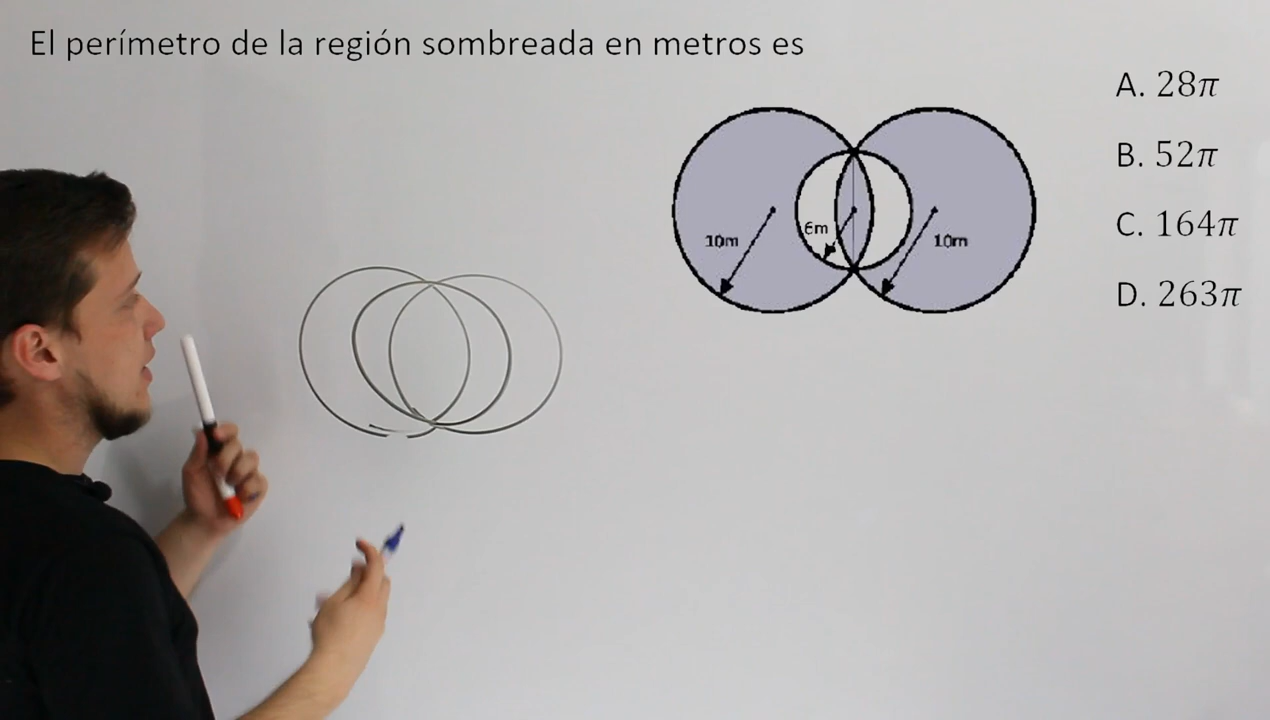 El perímetro de la región sombreada en metros es
A. 28π
B. 52π
C. 164π
D. 263π
10m
6m
10m